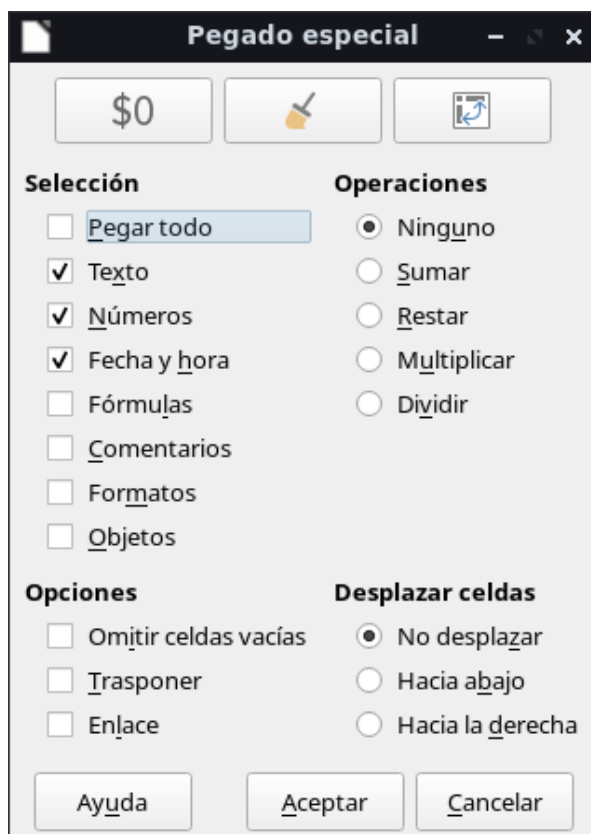 Pegado especial
$0
Selección
Operaciones
Pegar todo
Ninguno
Texto
Sumar
Números
Restar
Fecha y hora
Multiplicar
Fórmulas
Dividir
Comentarios
Formatos
Objetos
Opciones
Desplazar celdas
Omitir celdas vacías
No desplazar
Trasponer
Hacia abajo
Enlace
Hacia la derecha
Ayuda
Aceptar
Cancelar